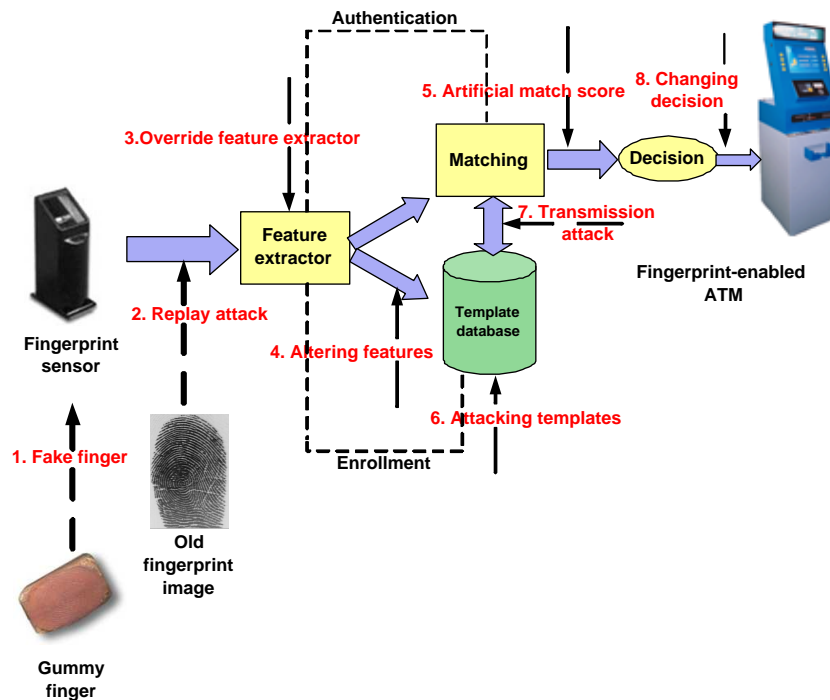 Authentication
5. Artificial match score
8. Changing
decision
3.Override feature extractor
Matching
Decision
7. Transmission
attack
Feature
extractor
Fingerprint-enabled
ATM
2. Replay attack
Template
database
Fingerprint
sensor
4. Altering features
6. Attacking templates
1. Fake finger
Enrollment
Old
fingerprint
image
Gummy
finger